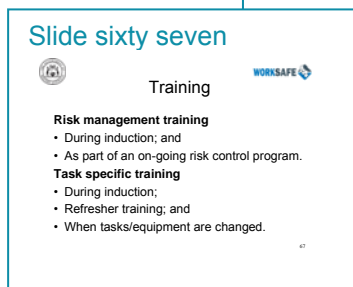 Slide sixty seven
WORKSAFE
Training
Risk management training
• During induction; and
• As part of an on-going risk control program.
Task specific training
• During induction;
• Refresher training; and
• When tasks/equipment are changed.
67